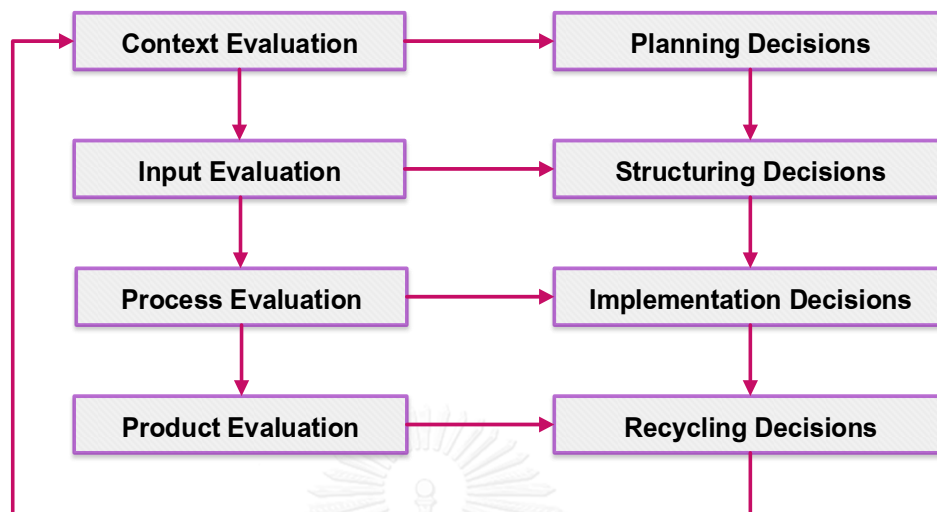 Context Evaluation
Planning Decisions
Input Evaluation
Structuring Decisions
Process Evaluation
Implementation Decisions
Product Evaluation
Recycling Decisions